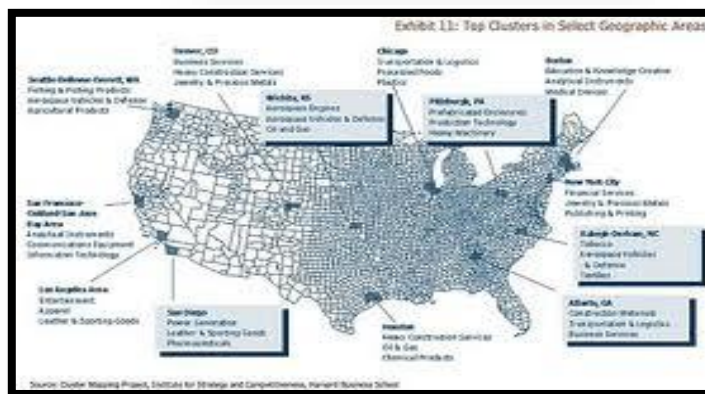 Exhibit 11: Top Clusters in Select Geographic Areas
Denver, CO
Business Services
Heavy Construction Services
Jewelry & Precious Metals
Chicago
Transportation & Logistics
Processed Foods
Plastics
Boston
Education & Knowledge Creation
Analytical Instruments
Medical Devices
Seattle-Bellevue-Everett, WA
Fishing & Fishing Products
Aerospace Vehicles & Defense
Agricultural Products
Wichita, KS
Aerospace Engines
Aerospace Vehicles & Defense
Oil and Gas
Pittsburgh, PA
Prefabricated Enclosures
Production Technology
Heavy Machinery
San Francisco-
Oakland-San Jose
Bay Area
Analytical Instruments
Communications Equipment
Information Technology
New York City
Financial Services
Jewelry & Precious Metals
Publishing & Printing
Raleigh-Durham, NC
Tobacco
Aerospace Vehicles
& Defense
Textiles
Los Angeles Area
Entertainment
Apparel
Leather & Sporting Goods
San Diego
Power Generation
Leather & Sporting Goods
Pharmaceuticals
Houston
Heavy Construction Services
Oil & Gas
Chemical Products
Atlanta, GA
Construction Materials
Transportation & Logistics
Business Services
Source: Cluster Mapping Project, Institute for Strategy and Competitiveness, Harvard Business School